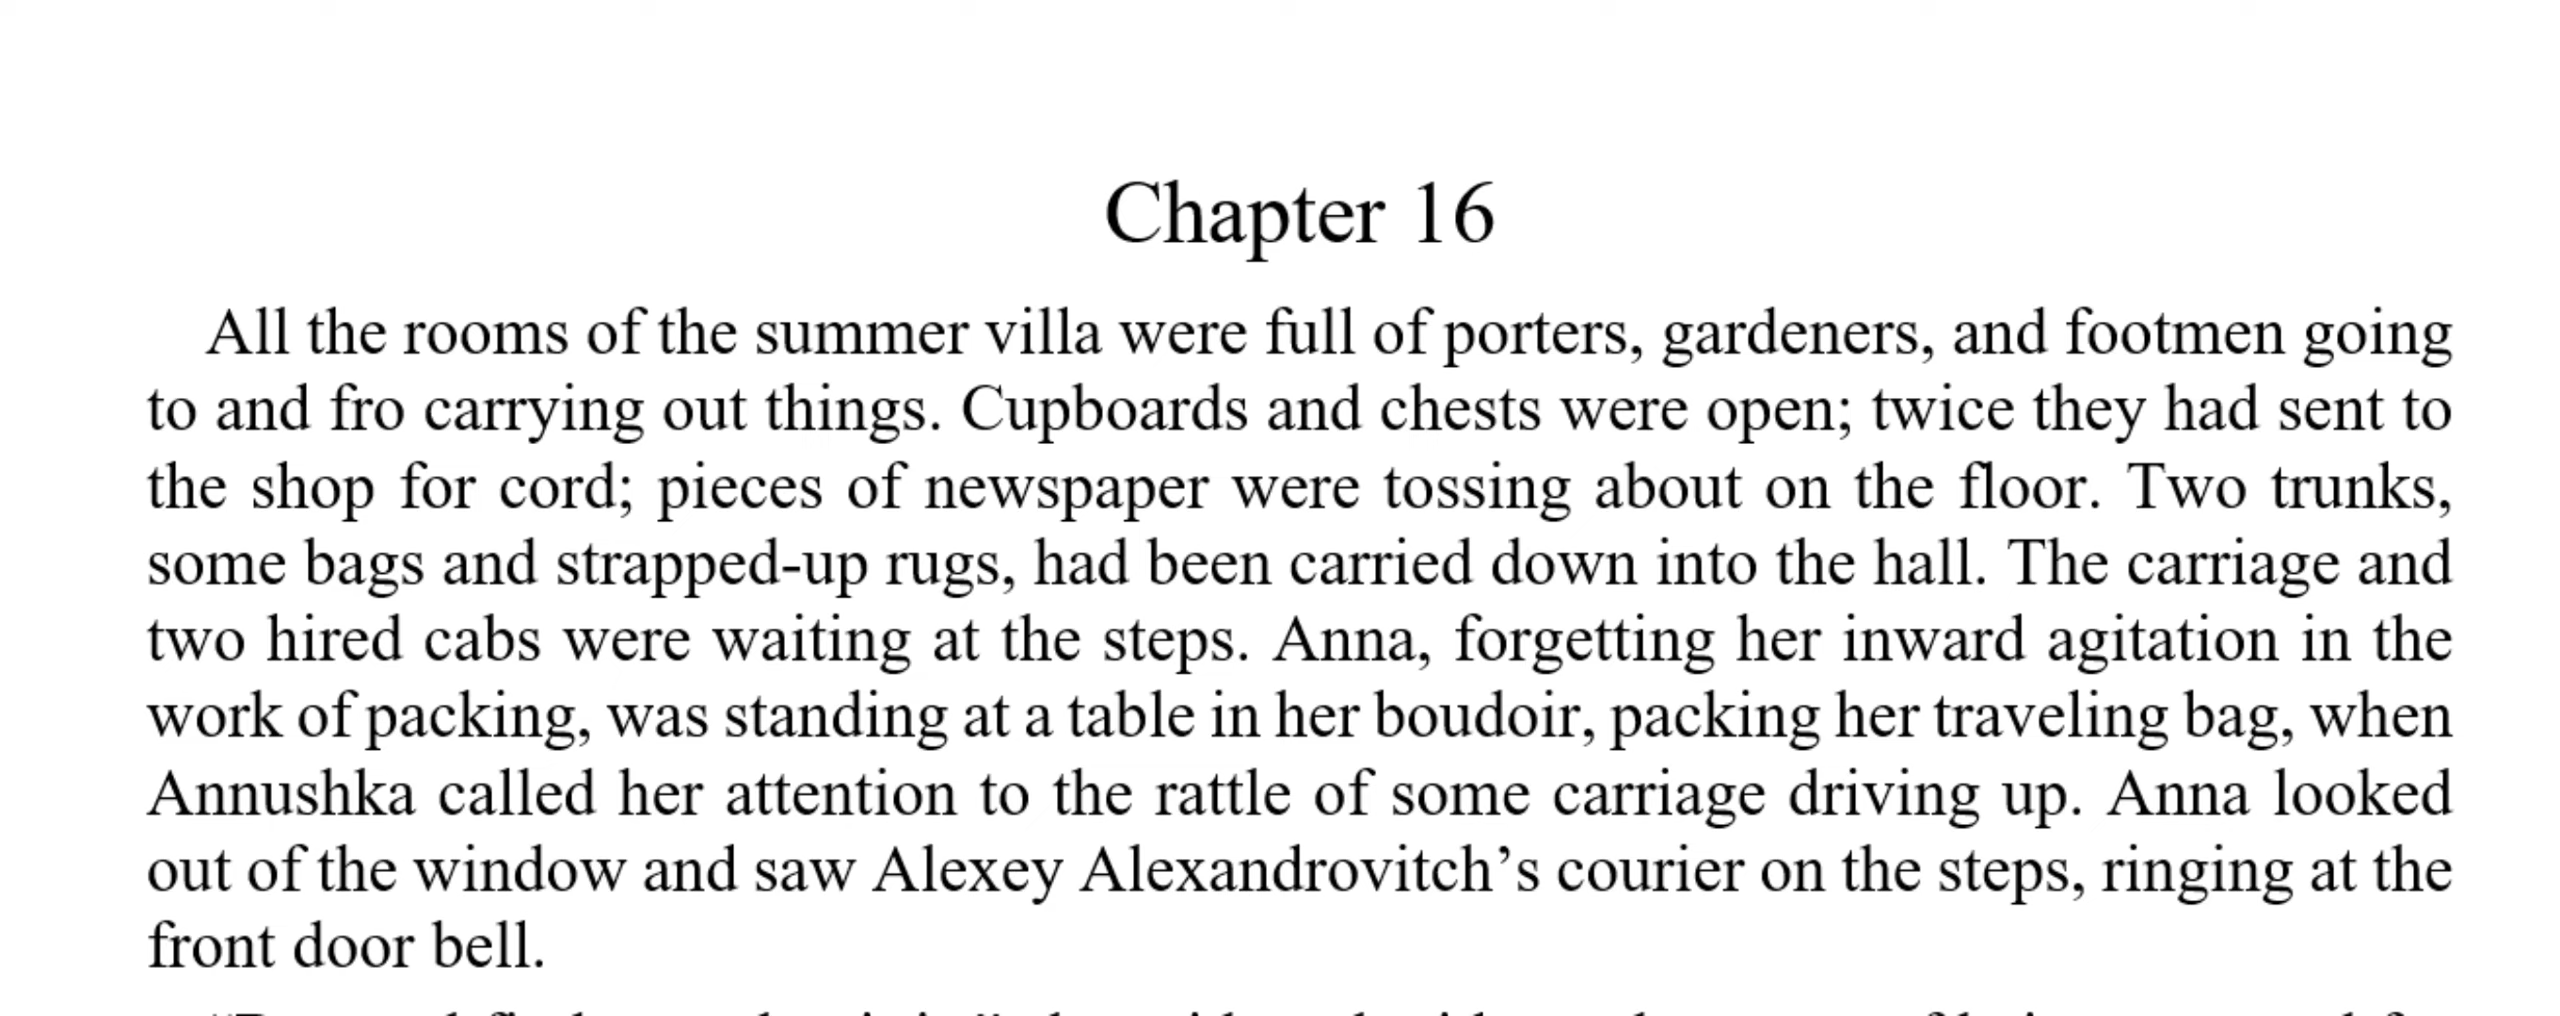 Chapter 16
All the rooms of the summer villa were full of porters, gardeners, and footmen going
to and fro carrying out things. Cupboards and chests were open; twice they had sent to
the shop for cord; pieces of newspaper were tossing about on the floor. Two trunks,
some bags and strapped-up rugs, had been carried down into the hall. The carriage and
two hired cabs were waiting at the steps. Anna, forgetting her inward agitation in the
work of packing, was standing at a table in her boudoir, packing her traveling bag, when
Annushka called her attention to the rattle of some carriage driving up. Anna looked
out of the window and saw Alexey Alexandrovitch’s courier on the steps, ringing at the
front door bell.